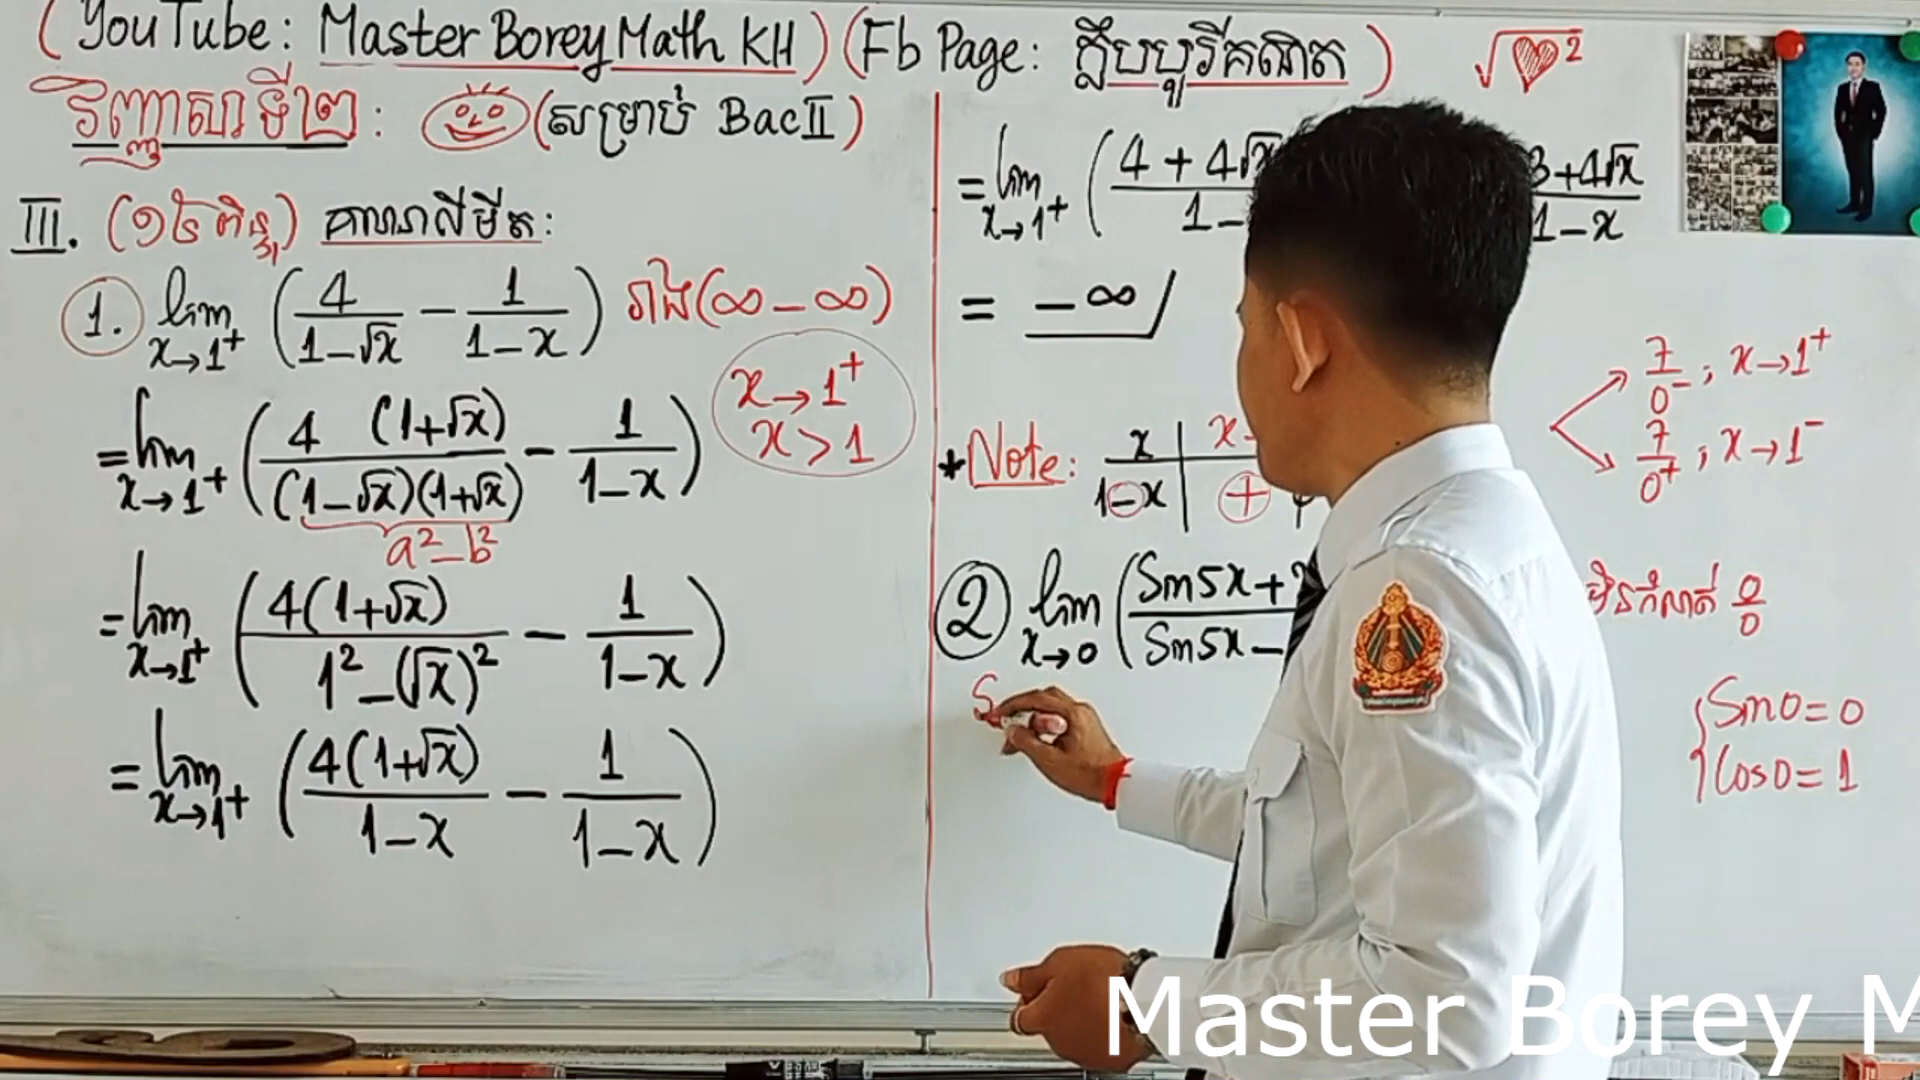 (YouTube: Master Borey Math KH) (Fb Page: ក្លឹបបូរីគណិត) √♥²
វិញ្ញាសាទី២: (សម្រាប់ Bac II)
III. (១៥ពិន្ទុ) គណនាលីមីត:
1. lim x→1⁺ (4/(1-√x) - 1/(1-x)) រាង(∞-∞)
x→1⁺
x>1
= lim x→1⁺ (4 (1+√x)/((1-√x)(1+√x)) - 1/(1-x))
a²-b²
= lim x→1⁺ (4(1+√x)/(1²-(√x)²) - 1/(1-x))
= lim x→1⁺ (4(1+√x)/(1-x) - 1/(1-x))
= lim x→1⁺ (4+4√x 1- 3+4√x 1-x
= -∞
7/0⁻ ; x→1⁺
7/0⁺ ; x→1⁻
*Note: x x
1-x +
2 lim x→0 (Sin5x+ Sin5x-
មិនកំណត់ 0/0
S
Sin0=0
Cos0=1
Master Borey M